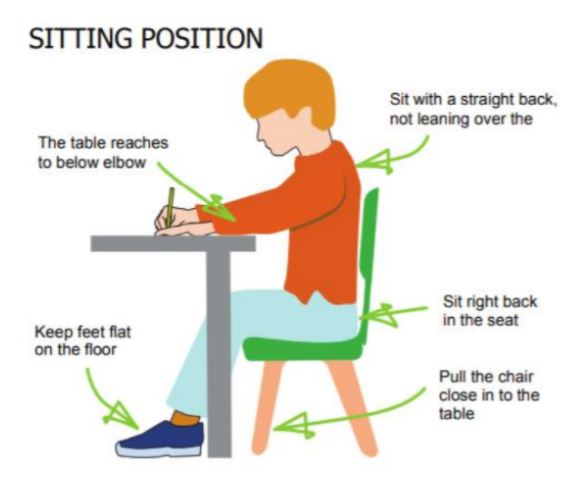 SITTING POSITION
Sit with a straight back,
not leaning over the
The table reaches
to below elbow
Sit right back
in the seat
Keep feet flat
on the floor
Pull the chair
close in to the
table